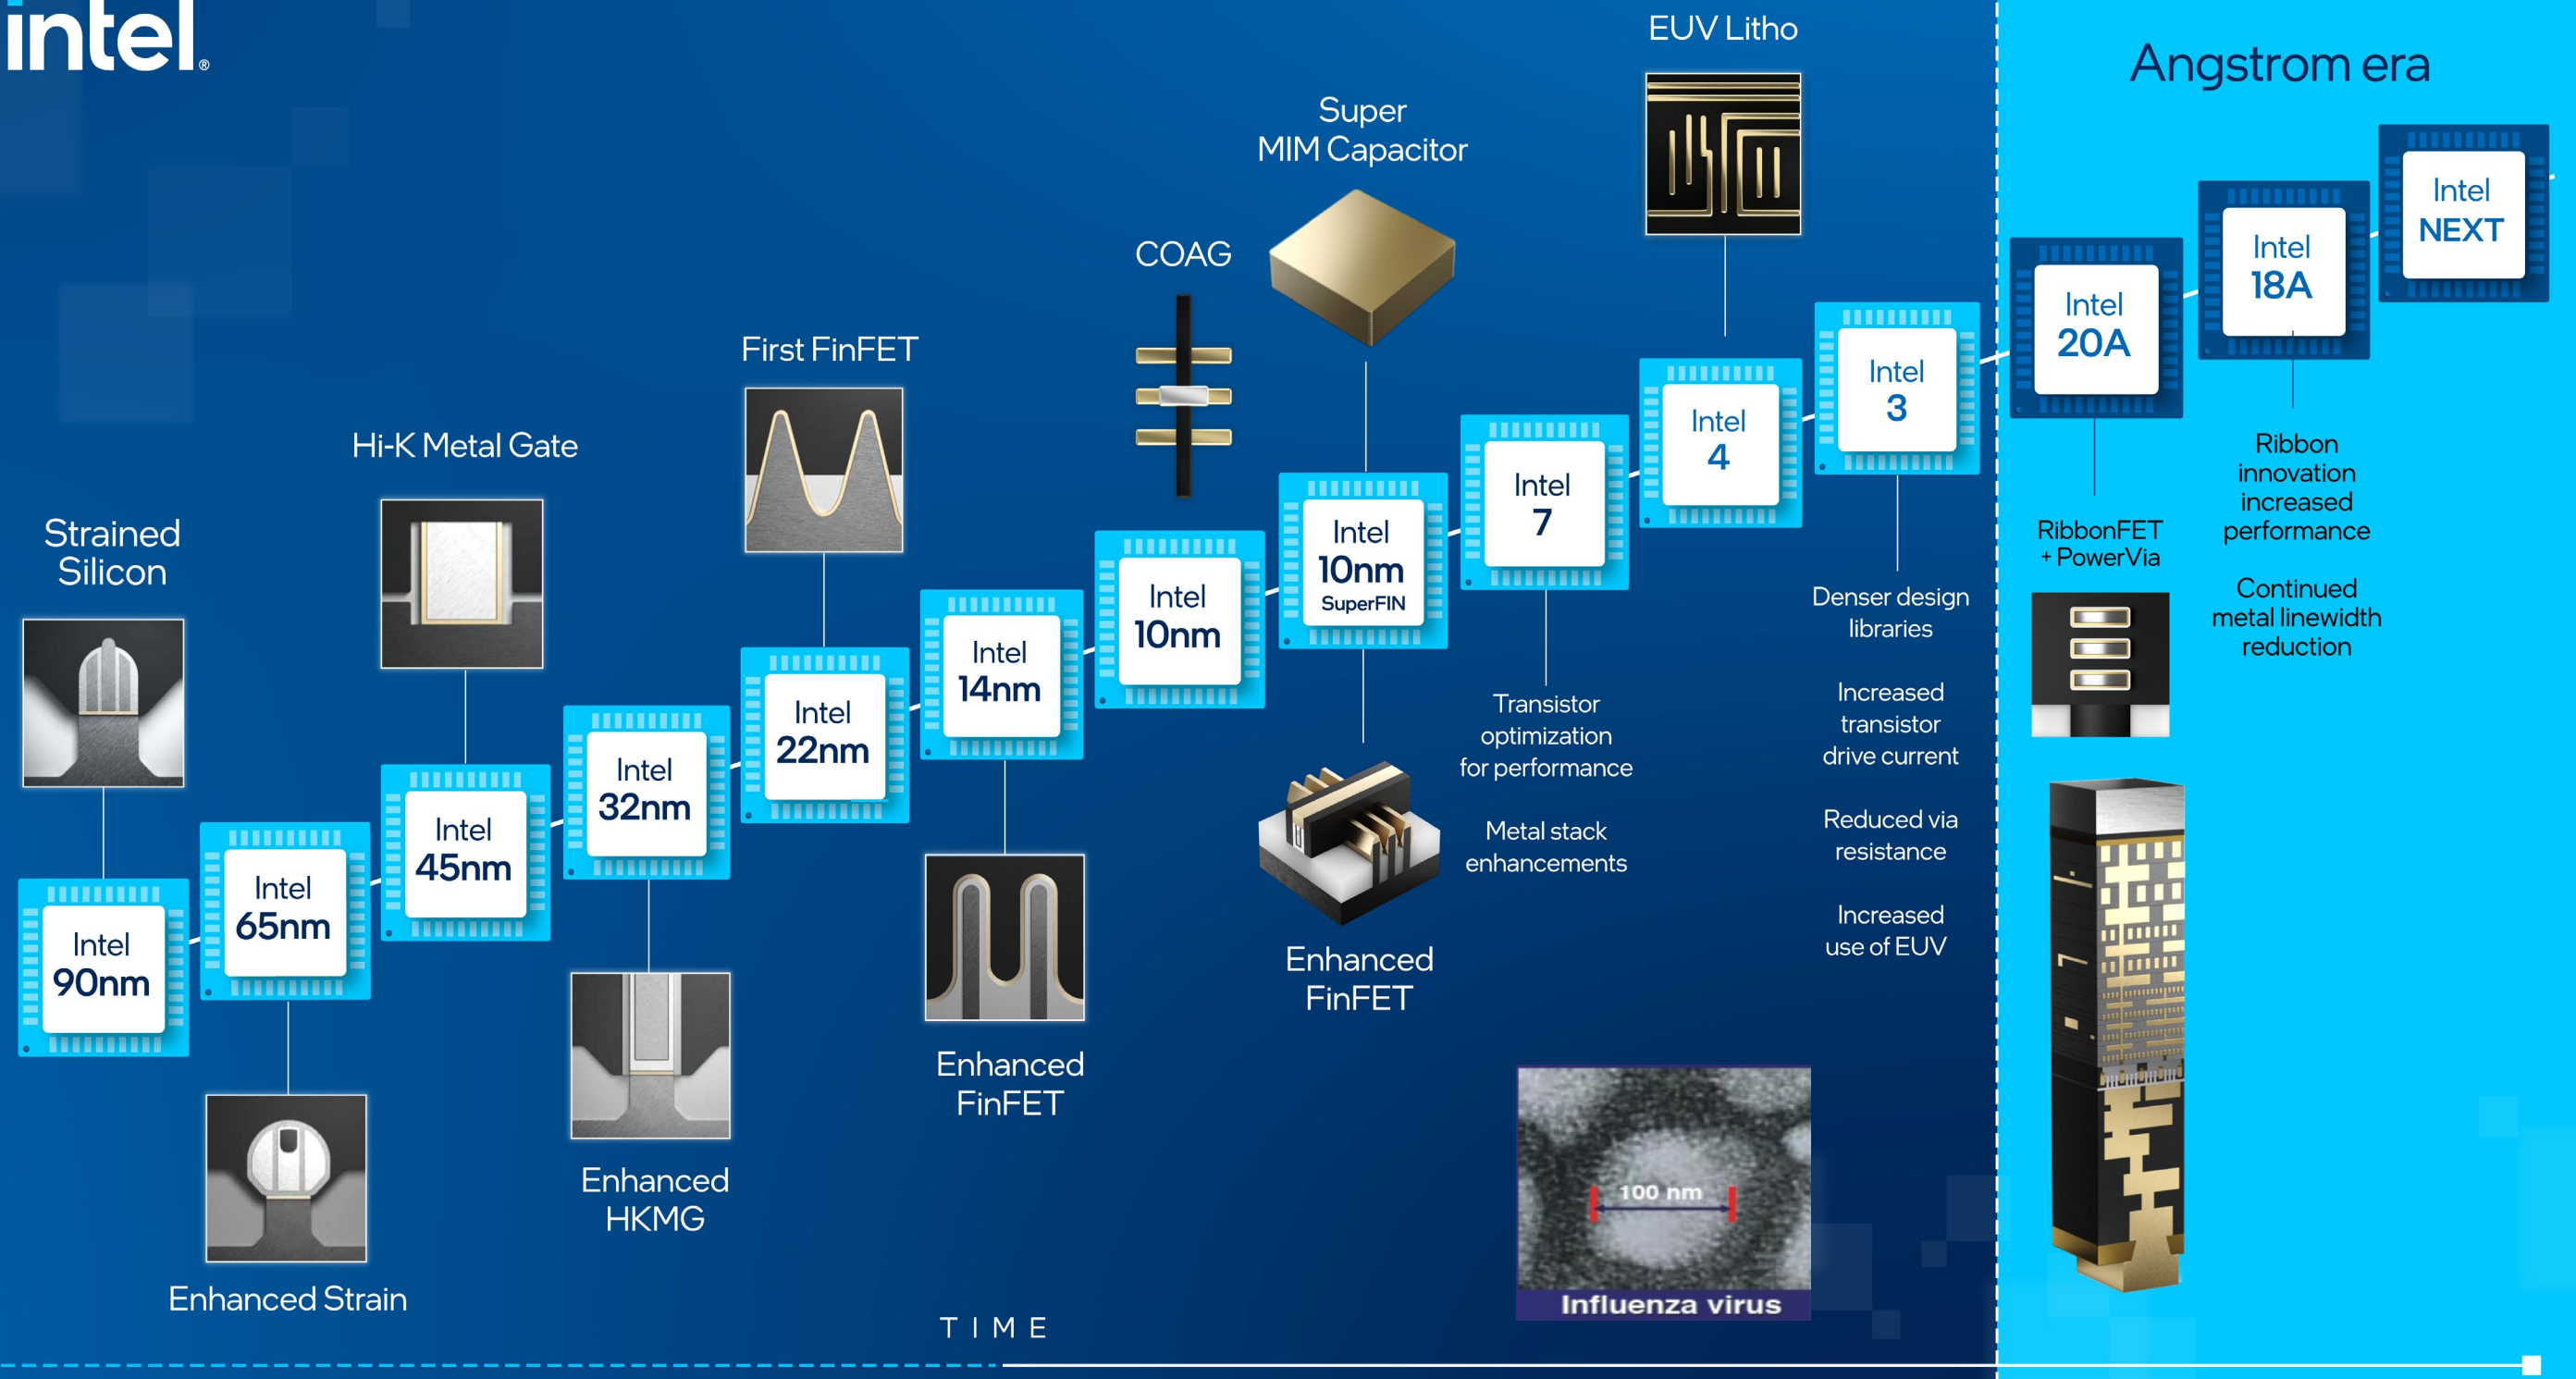 intel®
EUV Litho
Angstrom era
Super
MIM Capacitor
COAG
First FinFET
Hi-K Metal Gate
Strained
Silicon
Intel
90nm
Intel
65nm
Enhanced Strain
Intel
45nm
Intel
32nm
Enhanced
HKMG
Intel
22nm
Intel
14nm
Enhanced
FinFET
Intel
10nm
Intel
10nm
SuperFIN
Enhanced
FinFET
Intel
7
Transistor
optimization
for performance
Metal stack
enhancements
Intel
4
Intel
3
Denser design
libraries
Increased
transistor
drive current
Reduced via
resistance
Increased
use of EUV
Intel
20A
RibbonFET
+ PowerVia
Intel
18A
Ribbon
innovation
increased
performance
Continued
metal linewidth
reduction
Intel
NEXT
100 nm
Influenza virus
TIME